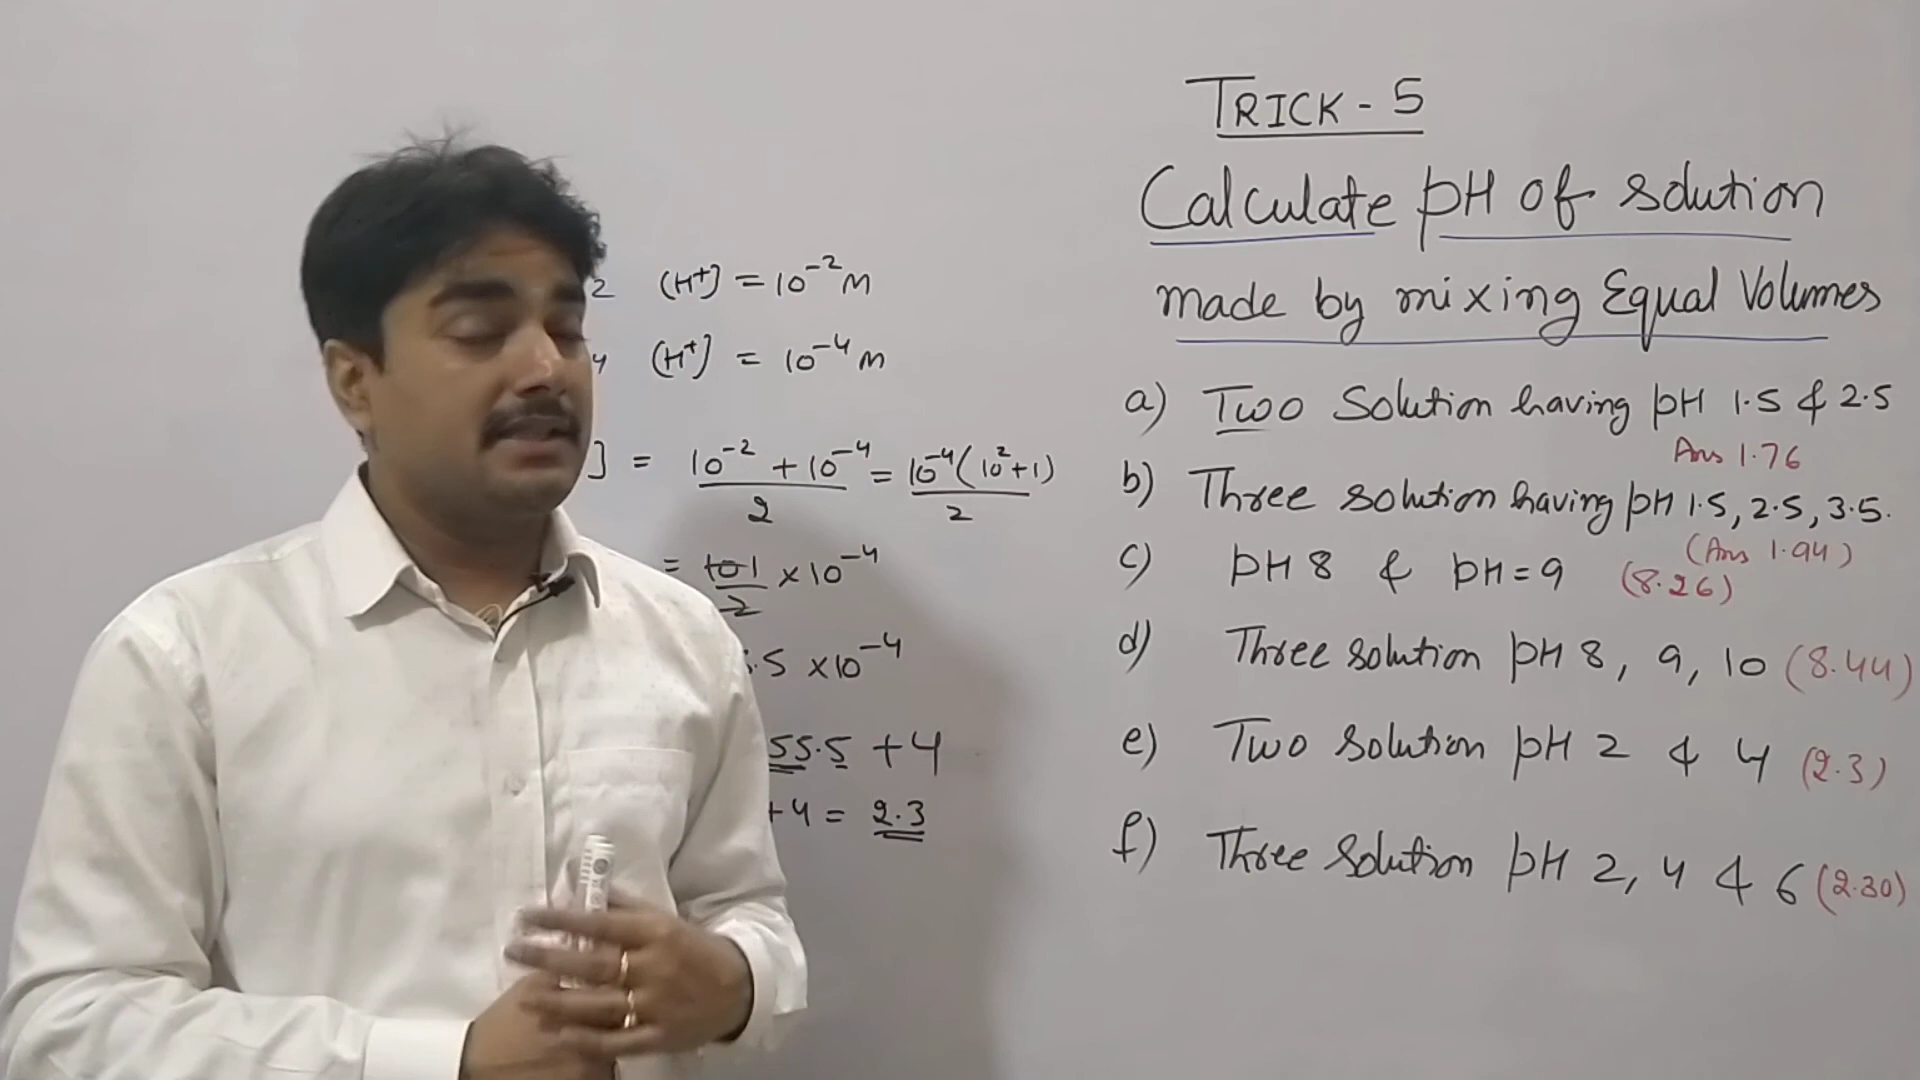 2 (H+] = 10⁻² M
4 (H+] = 10⁻⁴ M
] = 10⁻² + 10⁻⁴ / 2 = 10⁻⁴(10²+1) / 2
= 101 / 2 × 10⁻⁴
.5 × 10⁻⁴
55.5 + 4
+4 = 2.3
TRICK - 5
Calculate pH of solution
made by mixing Equal Volumes
a) Two Solution having pH 1.5 & 2.5
Ans 1.76
b) Three solution having pH 1.5, 2.5, 3.5.
(Ans 1.94)
c) pH 8 & pH = 9 (8.26)
d) Three solution pH 8, 9, 10 (8.44)
e) Two solution pH 2 & 4 (2.3)
f) Three solution pH 2, 4 & 6 (2.30)